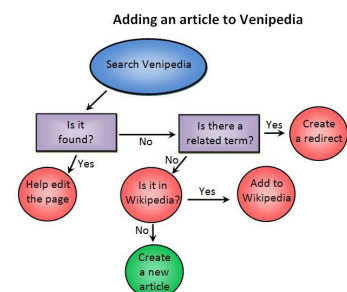 Adding an article to Venipedia
Search Venipedia
Is it
found?
No
Is there a
related term?
Yes
Create
a redirect
Yes
Help edit
the page
No
Is it in
Wikipedia?
Yes
Add to
Wikipedia
No
Create
a new
article